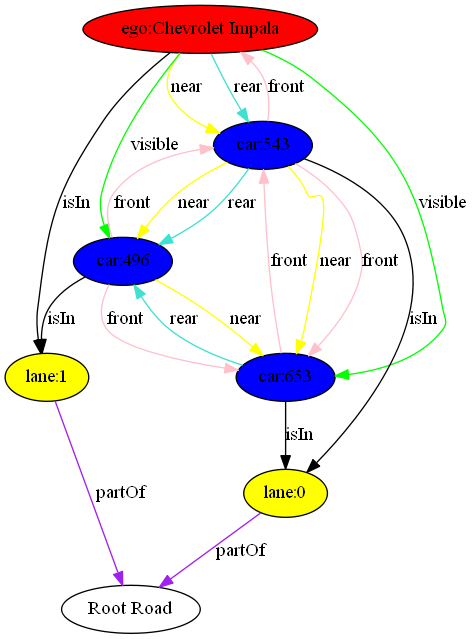 ego:Chevrolet Impala
near
rear
front
car:543
visible
isIn
front
near
rear
visible
car:496
front
near
front
isIn
isIn
front
rear
near
lane:1
car:653
isIn
lane:0
partOf
partOf
Root Road